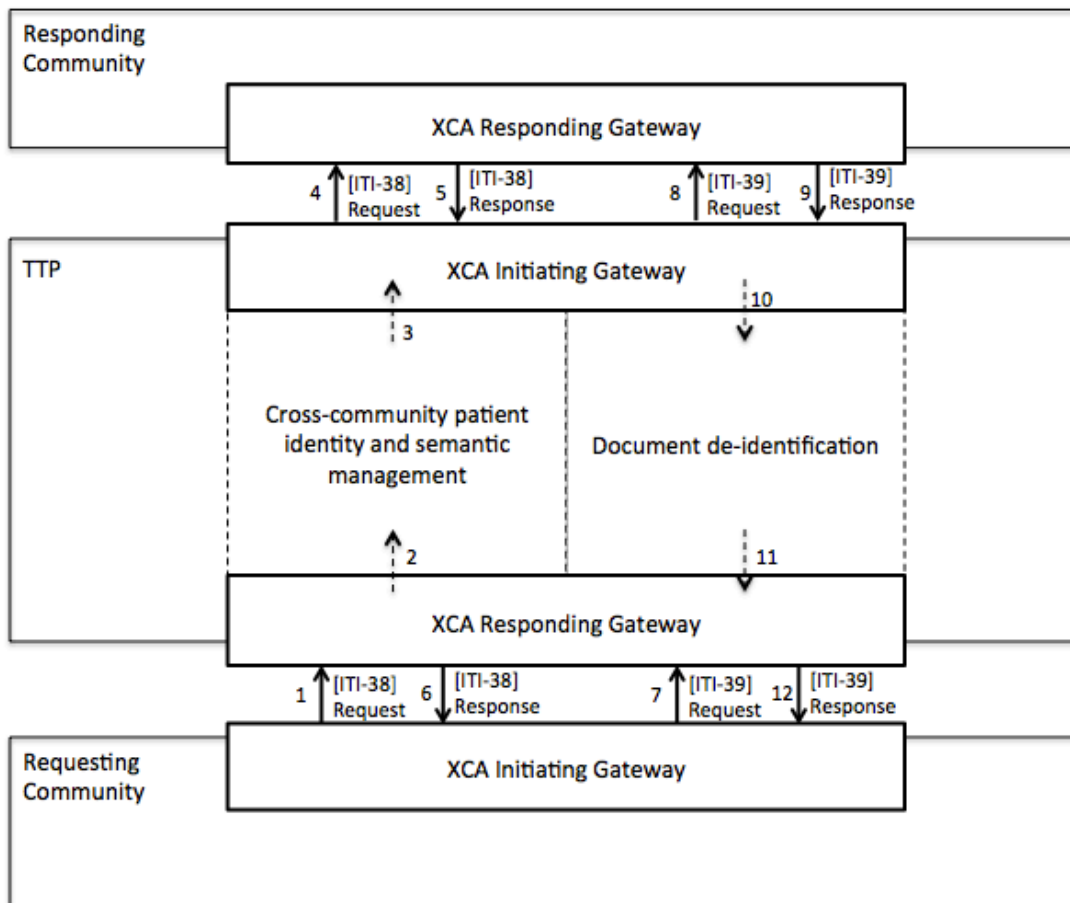 Responding
Community
XCA Responding Gateway
4
[ITI-38]
Request
5
[ITI-38]
Response
8
[ITI-39]
Request
9
[ITI-39]
Response
TTP
XCA Initiating Gateway
10
3
Cross-community patient
identity and semantic
management
Document de-identification
2
11
XCA Responding Gateway
1
[ITI-38]
Request
6
[ITI-38]
Response
7
[ITI-39]
Request
12
[ITI-39]
Response
Requesting
Community
XCA Initiating Gateway